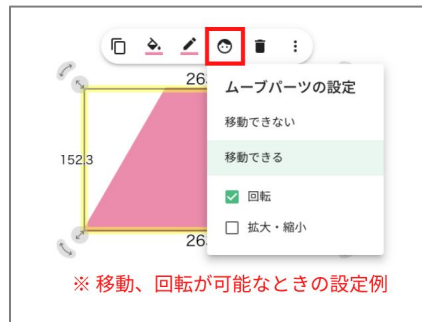 26
ムーブパーツの設定
移動できない
移動できる
152.3
回転
拡大・縮小
26
※ 移動、回転が可能なときの設定例